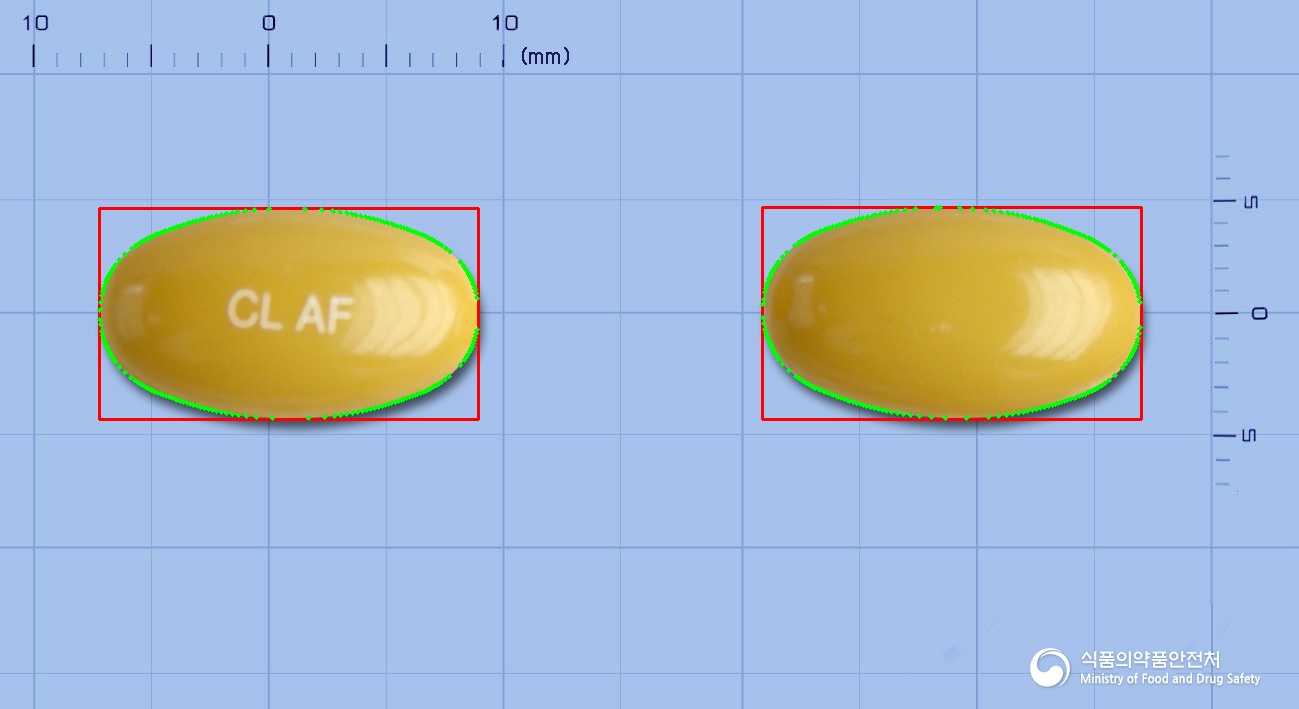 10 0 10
(mm)
CL AF
5
0
5
식품의약품안전처
Ministry of Food and Drug Safety